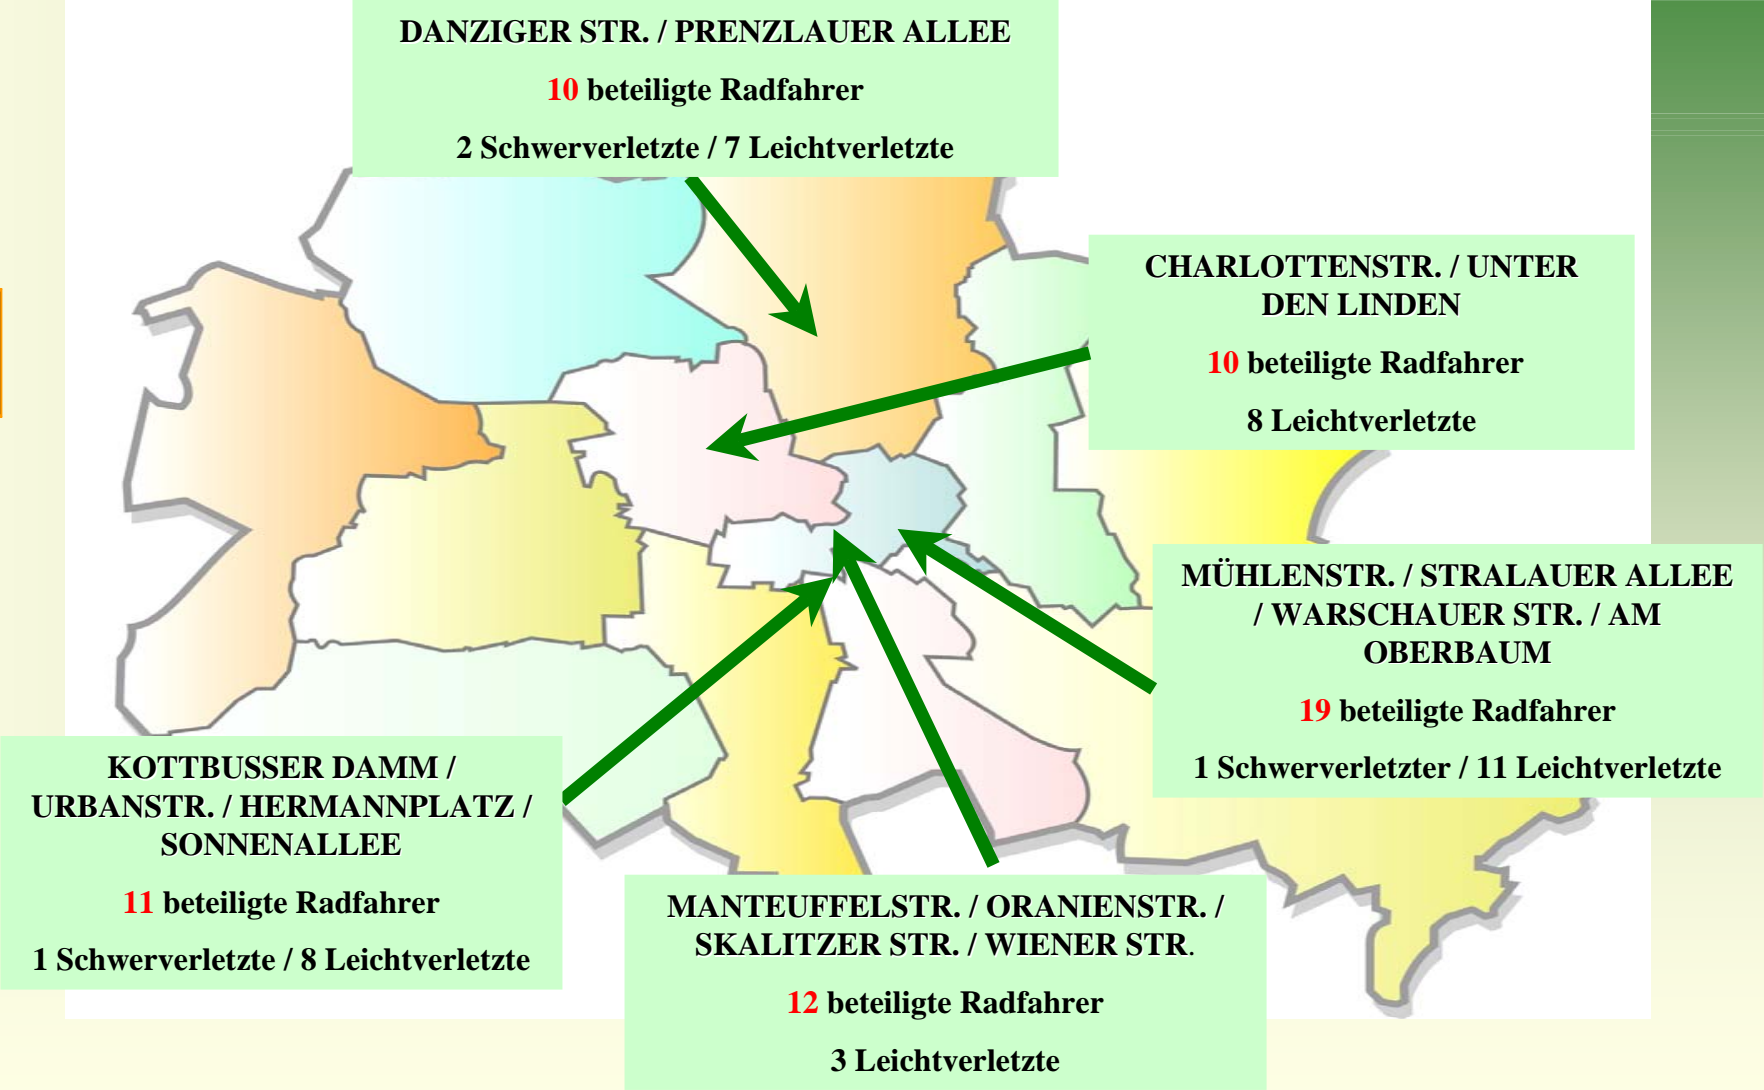 DANZIGER STR. / PRENZLAUER ALLEE
10 beteiligte Radfahrer
2 Schwerverletzte / 7 Leichtverletzte
CHARLOTTENSTR. / UNTER
DEN LINDEN
10 beteiligte Radfahrer
8 Leichtverletzte
MÜHLENSTR. / STRALAUER ALLEE
/ WARSCHAUER STR. / AM
OBERBAUM
19 beteiligte Radfahrer
1 Schwerverletzter / 11 Leichtverletzte
KOTTBUSSER DAMM /
URBANSTR. / HERMANNPLATZ /
SONNENALLEE
11 beteiligte Radfahrer
1 Schwerverletzte / 8 Leichtverletzte
MANTEUFFELSTR. / ORANIENSTR. /
SKALITZER STR. / WIENER STR.
12 beteiligte Radfahrer
3 Leichtverletzte